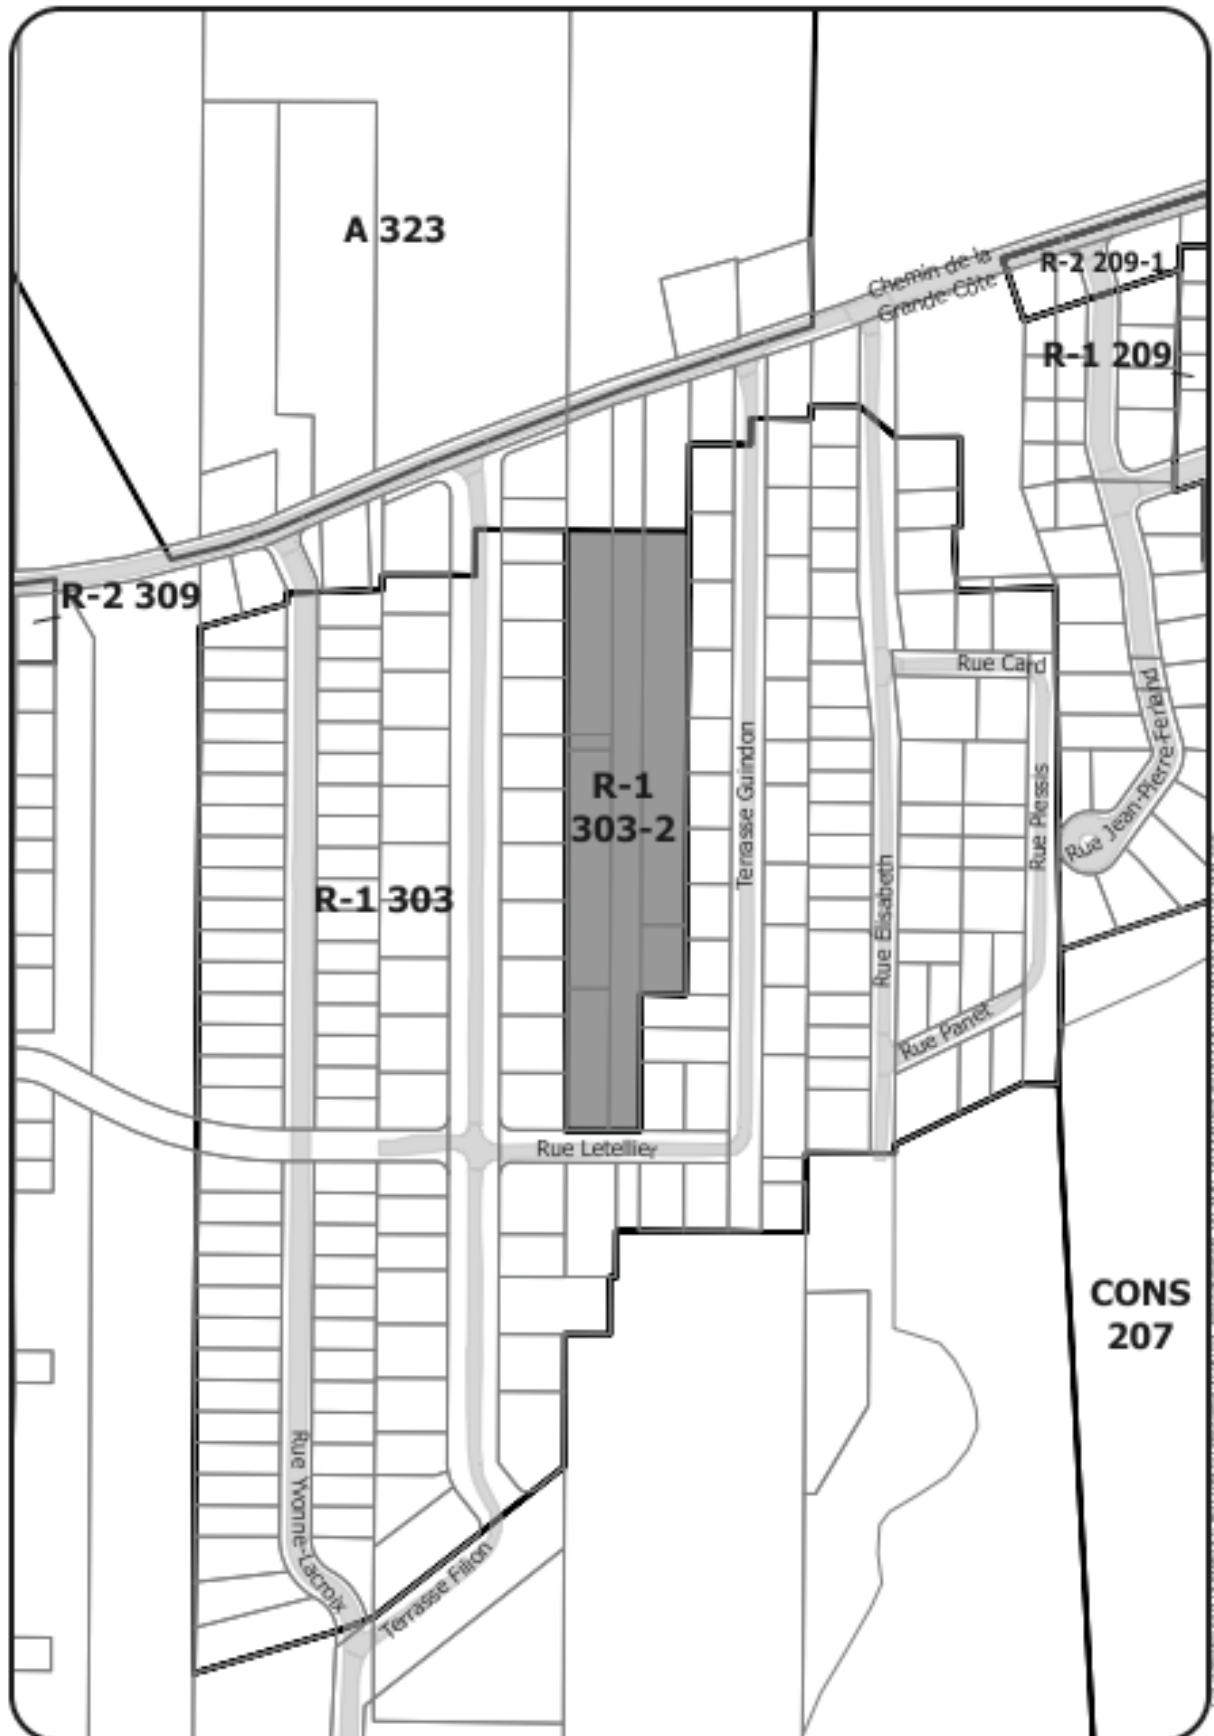 A 323
Chemin de la
Grande-Côte
R-2 209-1
R-1 209
R-2 309
Rue Card
Terrasse Guindon
Rue Plessis
Rue Jean-Pierre-Ferland
R-1
303-2
R-1 303
Rue Élisabeth
Rue Panet
Rue Letellier
CONS
207
Rue Yvonne-Lacroix
Terrasse Filion